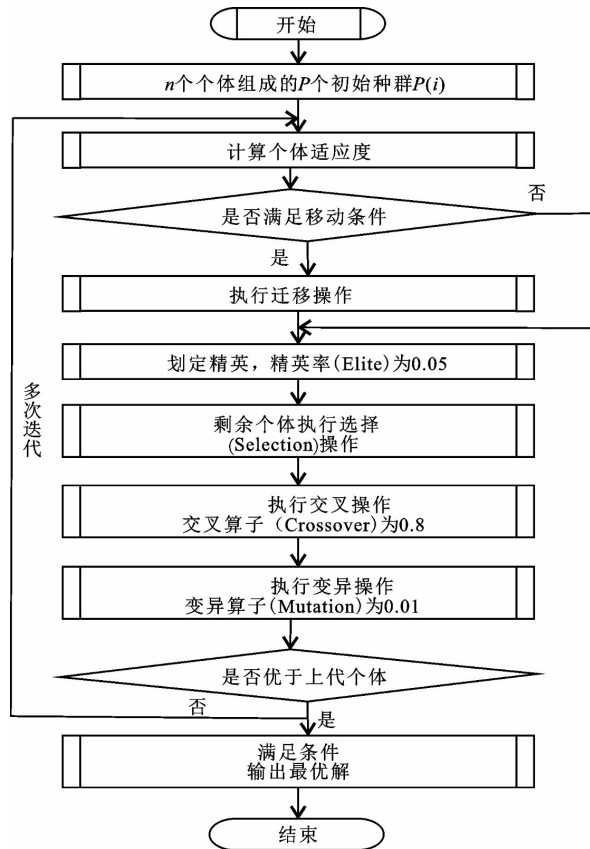 开始
n个个体组成的P个初始种群P(i)
计算个体适应度
否
是否满足移动条件
是
执行迁移操作
划定精英，精英率(Elite)为0.05
多次迭代
剩余个体执行选择
(Selection)操作
执行交叉操作
交叉算子（Crossover)为0.8
执行变异操作
变异算子(Mutation)为0.01
是否优于上代个体
否
是
满足条件
输出最优解
结束